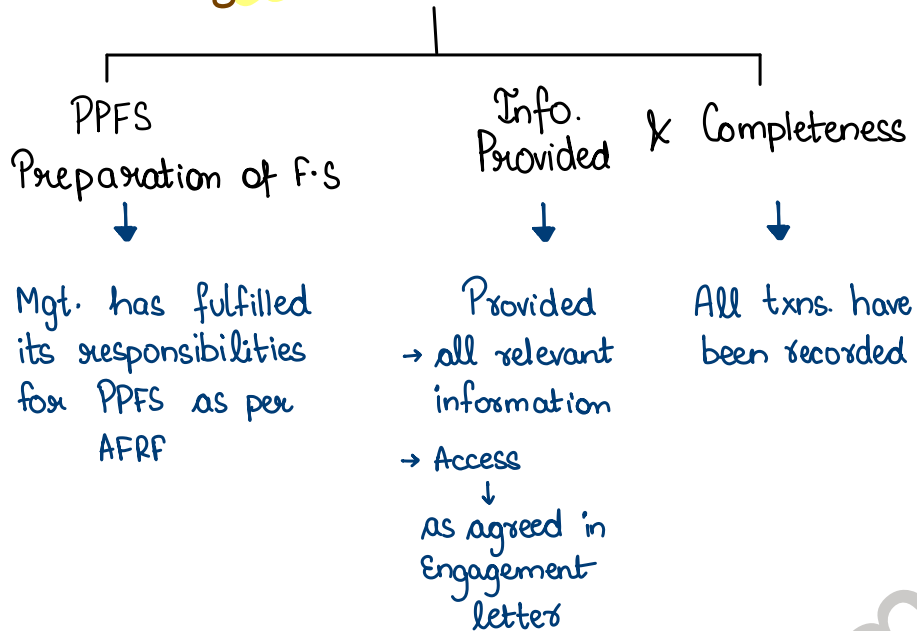 PPFS
Preparation of F.S
Info.
Provided
& Completeness
Mgt. has fulfilled
its responsibilities
for PPFS as per
AFRF
Provided
→ all relevant
information
→ Access
as agreed in
Engagement
letter
All txns. have
been recorded